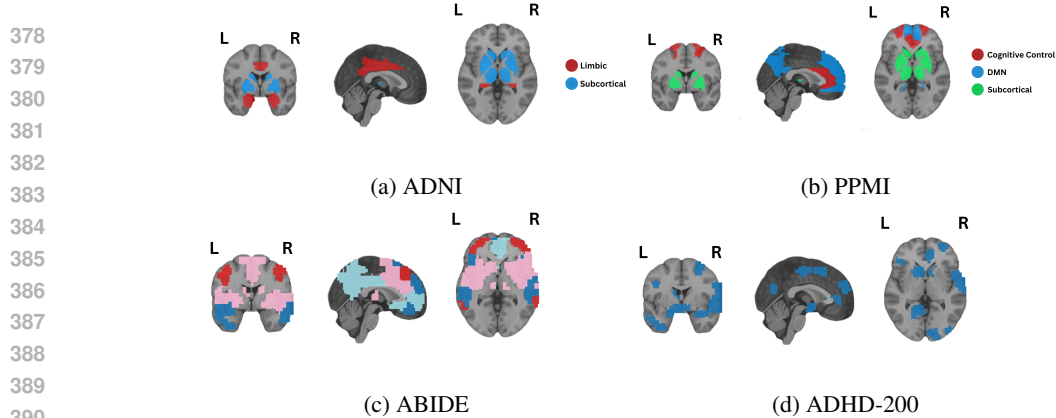 378
379
380
381
382
383
384
385
386
387
388
389
390
L R
L R
Limbic
Subcortical
(a) ADNI
L R
Cognitive Control
DMN
Subcortical
(b) PPMI
L R
L R
(c) ABIDE
L R
(d) ADHD-200